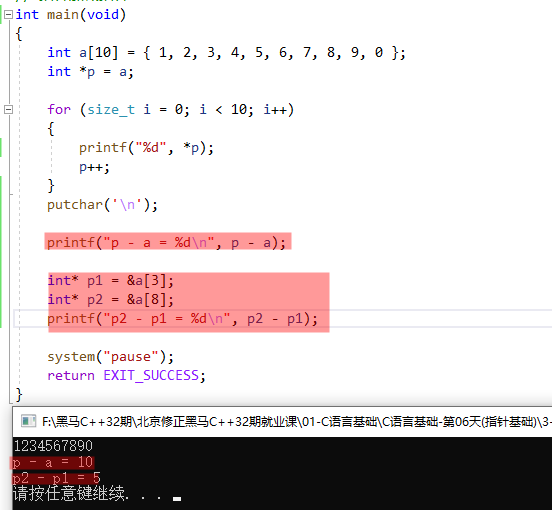 int main(void)
{
int a[10] = { 1, 2, 3, 4, 5, 6, 7, 8, 9, 0 };
int *p = a;
for (size_t i = 0; i < 10; i++)
{
printf("%d", *p);
p++;
}
putchar('\n');
printf("p - a = %d\n", p - a);
int* p1 = &a[3];
int* p2 = &a[8];
printf("p2 - p1 = %d\n", p2 - p1);
system("pause");
return EXIT_SUCCESS;
}
F:\黑马C++32期\北京修正黑马C++32期就业课\01-C语言基础\C语言基础-第06天(指针基础)\3-
1234567890
p - a = 10
p2 - p1 = 5
请按任意键继续. . .